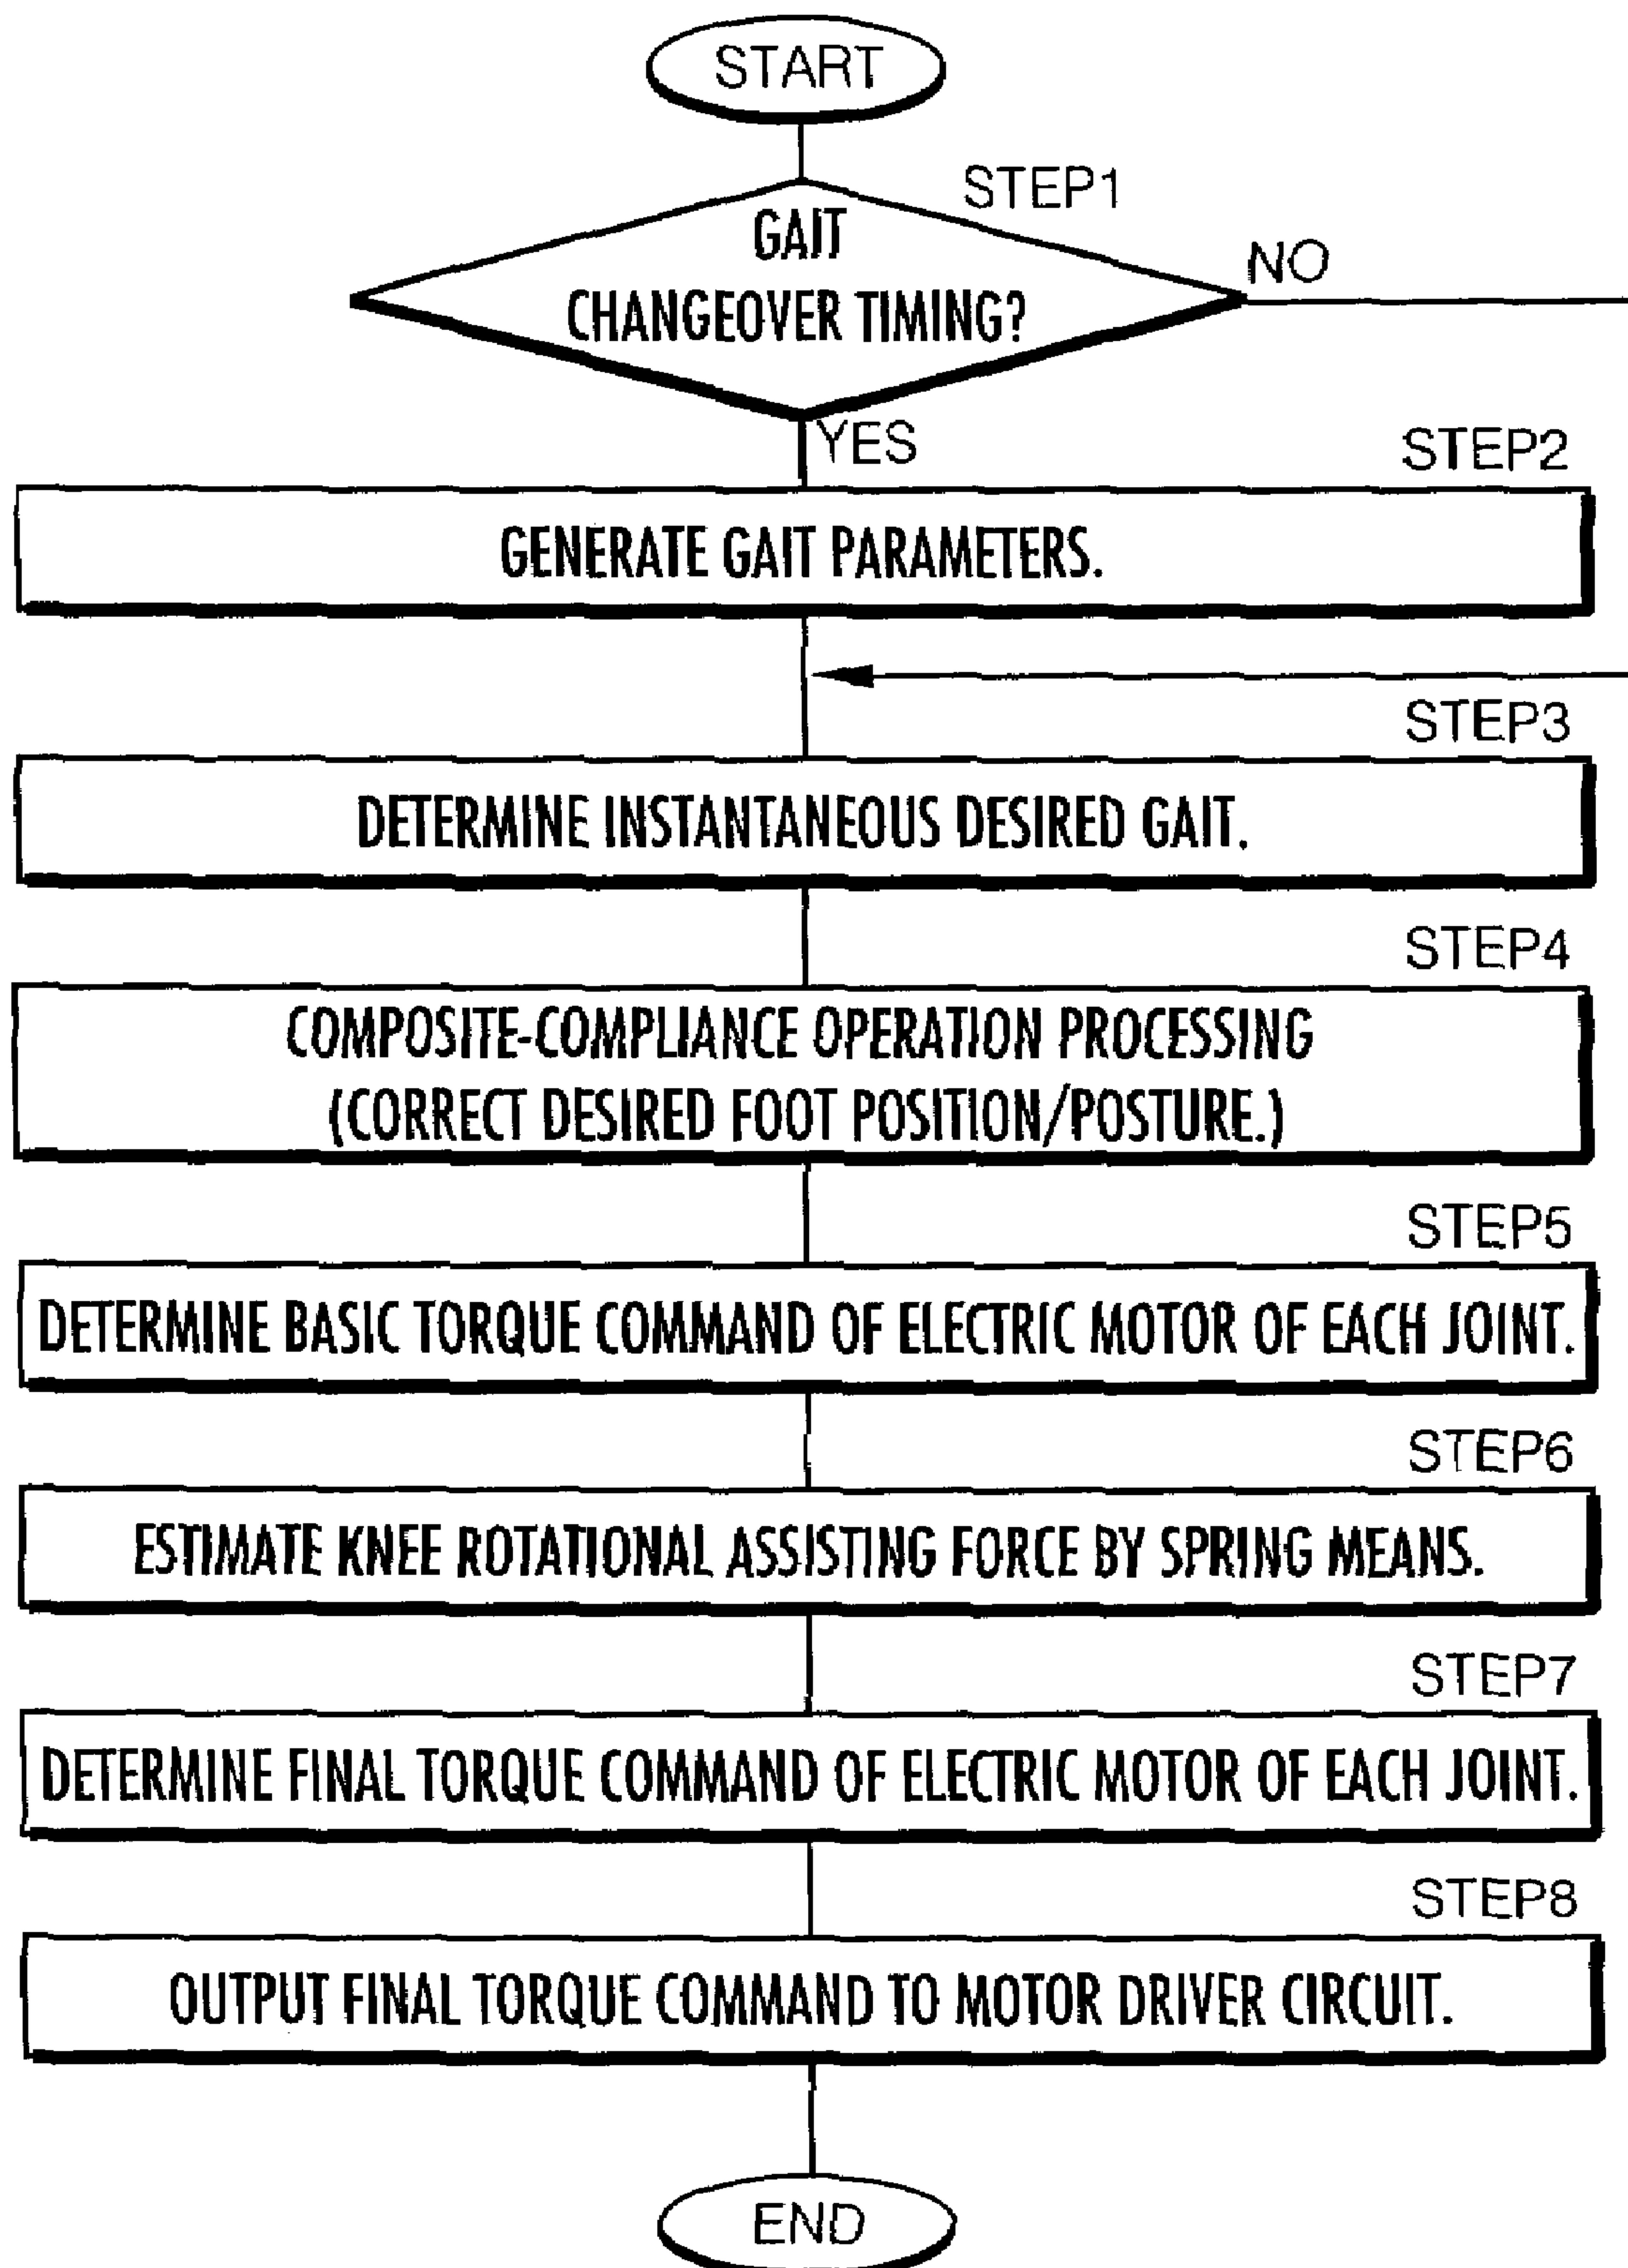 START
STEP1
GAIT
CHANGEOVER TIMING?
NO
YES
STEP2
GENERATE GAIT PARAMETERS.
STEP3
DETERMINE INSTANTANEOUS DESIRED GAIT.
STEP4
COMPOSITE-COMPLIANCE OPERATION PROCESSING
(CORRECT DESIRED FOOT POSITION/POSTURE.)
STEP5
DETERMINE BASIC TORQUE COMMAND OF ELECTRIC MOTOR OF EACH JOINT.
STEP6
ESTIMATE KNEE ROTATIONAL ASSISTING FORCE BY SPRING MEANS.
STEP7
DETERMINE FINAL TORQUE COMMAND OF ELECTRIC MOTOR OF EACH JOINT.
STEP8
OUTPUT FINAL TORQUE COMMAND TO MOTOR DRIVER CIRCUIT.
END